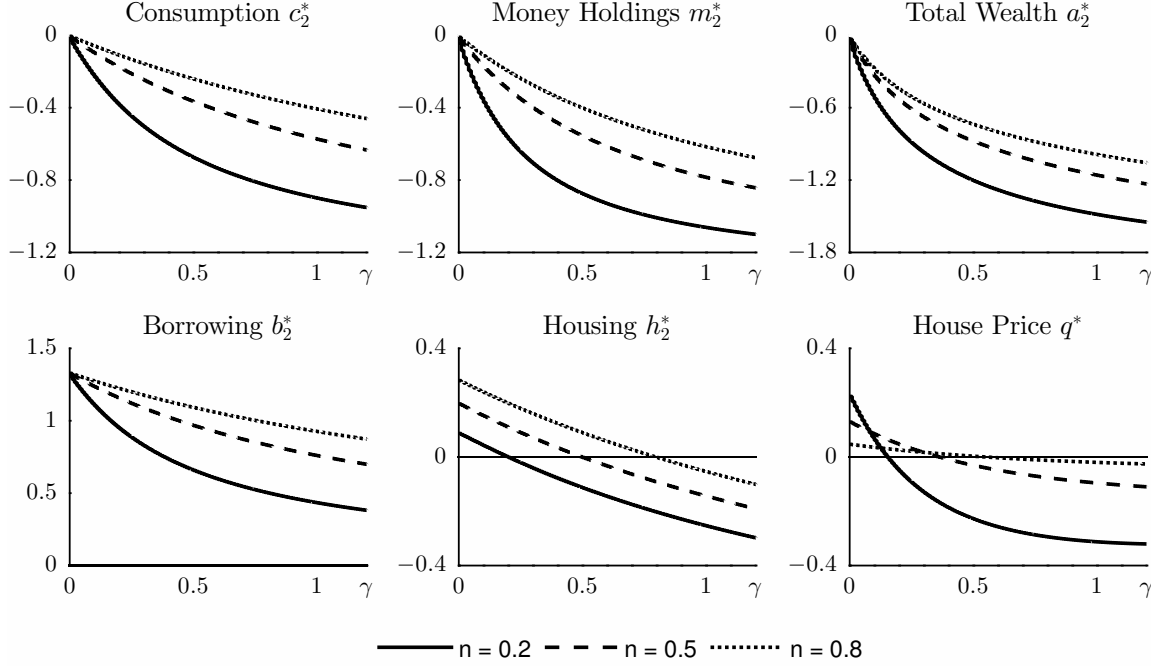 Consumption c₂* Money Holdings m₂* Total Wealth a₂*
0 0 0
−0.4 −0.4 −0.6
−0.8 −0.8 −1.2
−1.2 −1.2 −1.8
0 0.5 1 γ 0 0.5 1 γ 0 0.5 1 γ
Borrowing b₂* Housing h₂* House Price q*
1.5 0.4 0.4
1
0 0
0.5
0 −0.4 −0.4
0 0.5 1 γ 0 0.5 1 γ 0 0.5 1 γ
n = 0.2 n = 0.5 n = 0.8